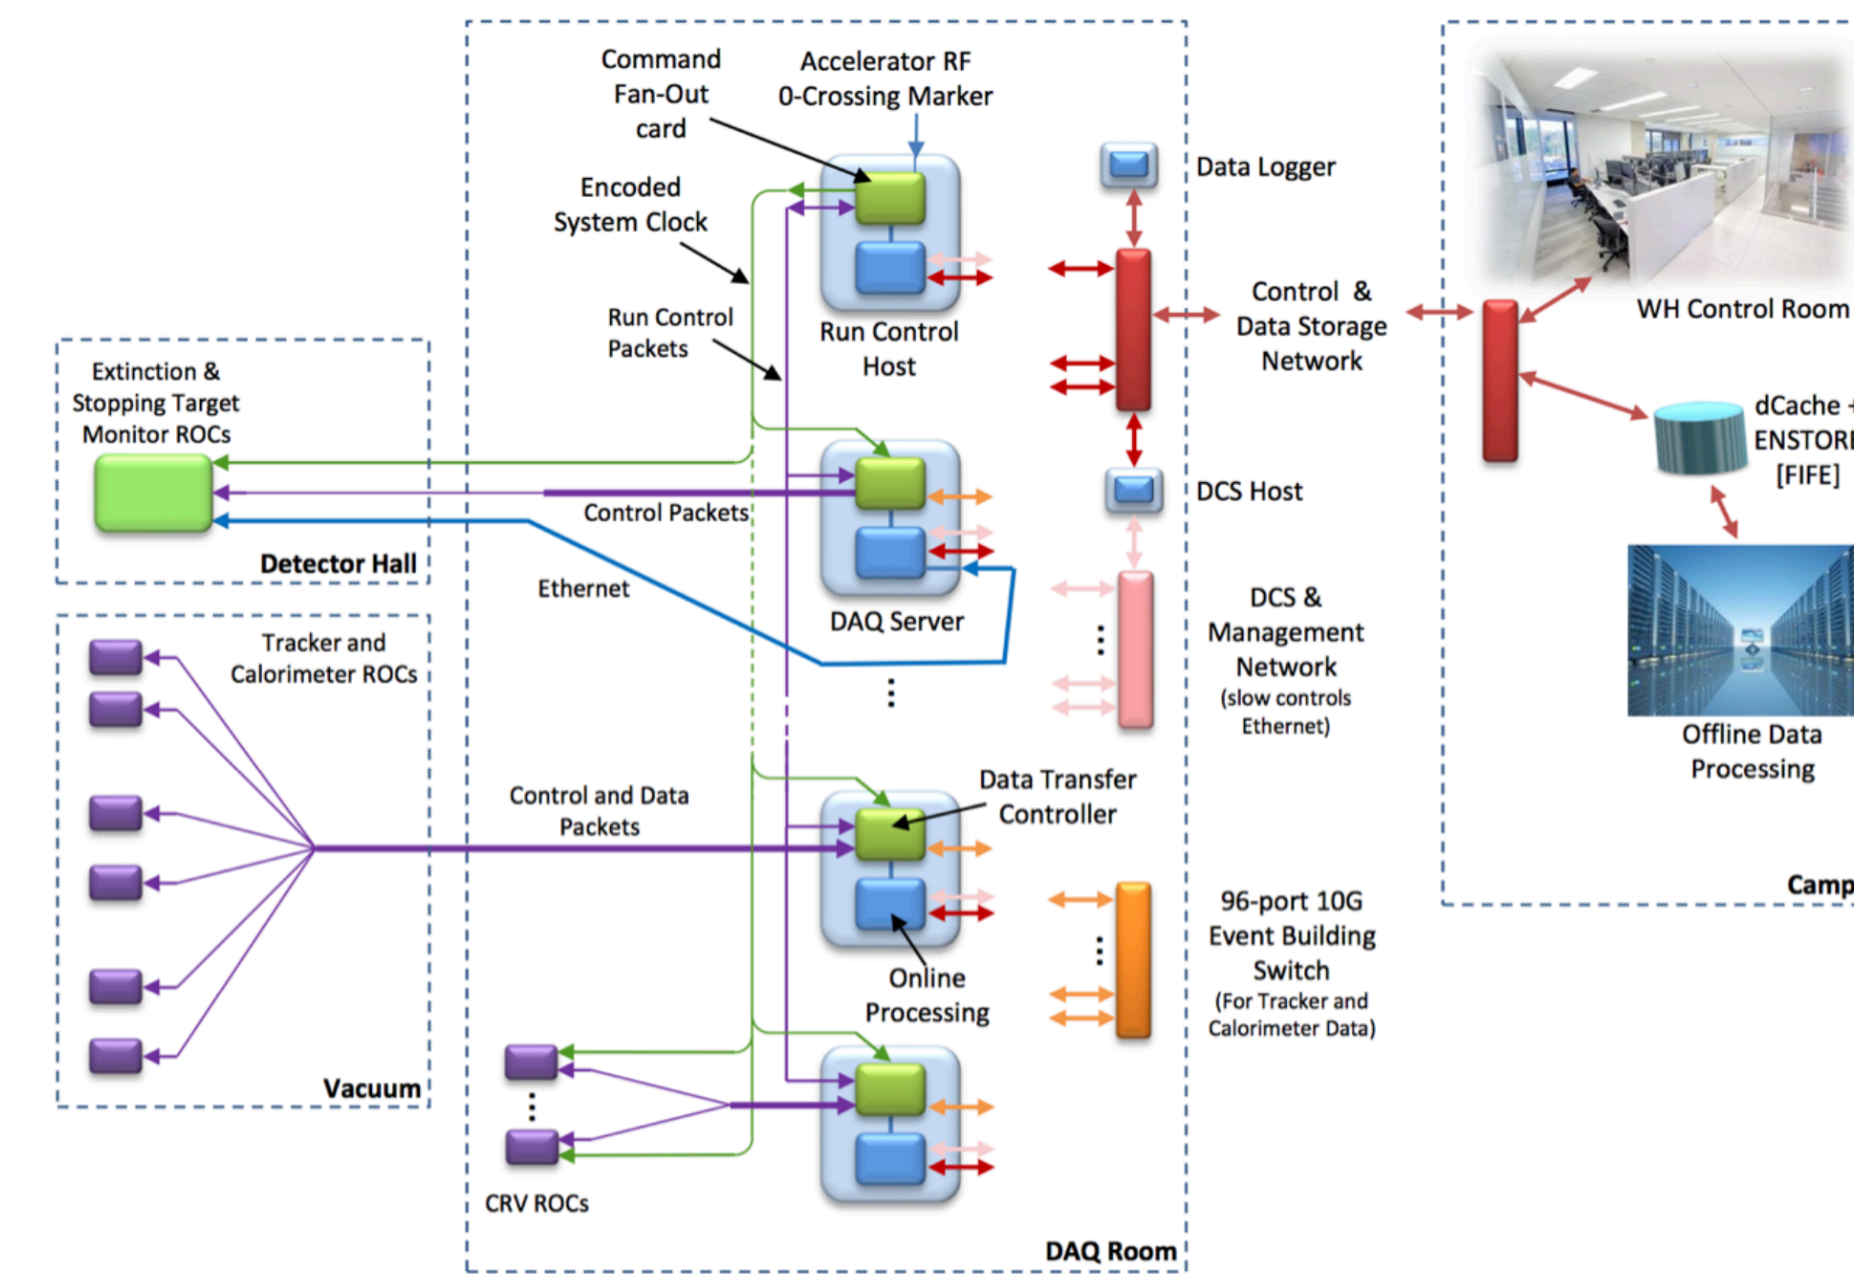 Command
Fan-Out
card
Accelerator RF
0-Crossing Marker
Encoded
System Clock
Run Control
Packets
Run Control
Host
Data Logger
Control &
Data Storage
Network
WH Control Room
dCache +
ENSTORE
[FIFE]
Extinction &
Stopping Target
Monitor ROCs
Control Packets
Detector Hall
Ethernet
DAQ Server
DCS Host
DCS &
Management
Network
(slow controls
Ethernet)
Offline Data
Processing
Tracker and
Calorimeter ROCs
Control and Data
Packets
Data Transfer
Controller
Vacuum
Online
Processing
96-port 10G
Event Building
Switch
(For Tracker and
Calorimeter Data)
Camp
CRV ROCs
DAQ Room